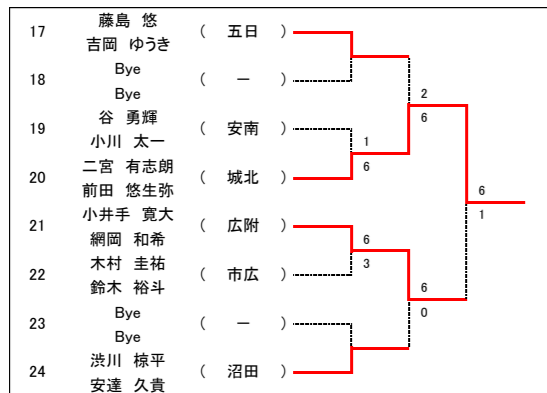 藤島 悠
17 ( 五日 )
吉岡 ゆうき
Bye
18 ( ー )
Bye
2
谷 勇輝
6
19 ( 安南 )
小川 太一
1
二宮 有志朗
6
20 ( 城北 )
前田 悠生弥
6
小井手 寛大
1
21 ( 広附 )
網岡 和希
6
木村 圭祐
3
22 ( 市広 )
鈴木 裕斗
6
Bye
0
23 ( ー )
Bye
渋川 椋平
24 ( 沼田 )
安達 久貴